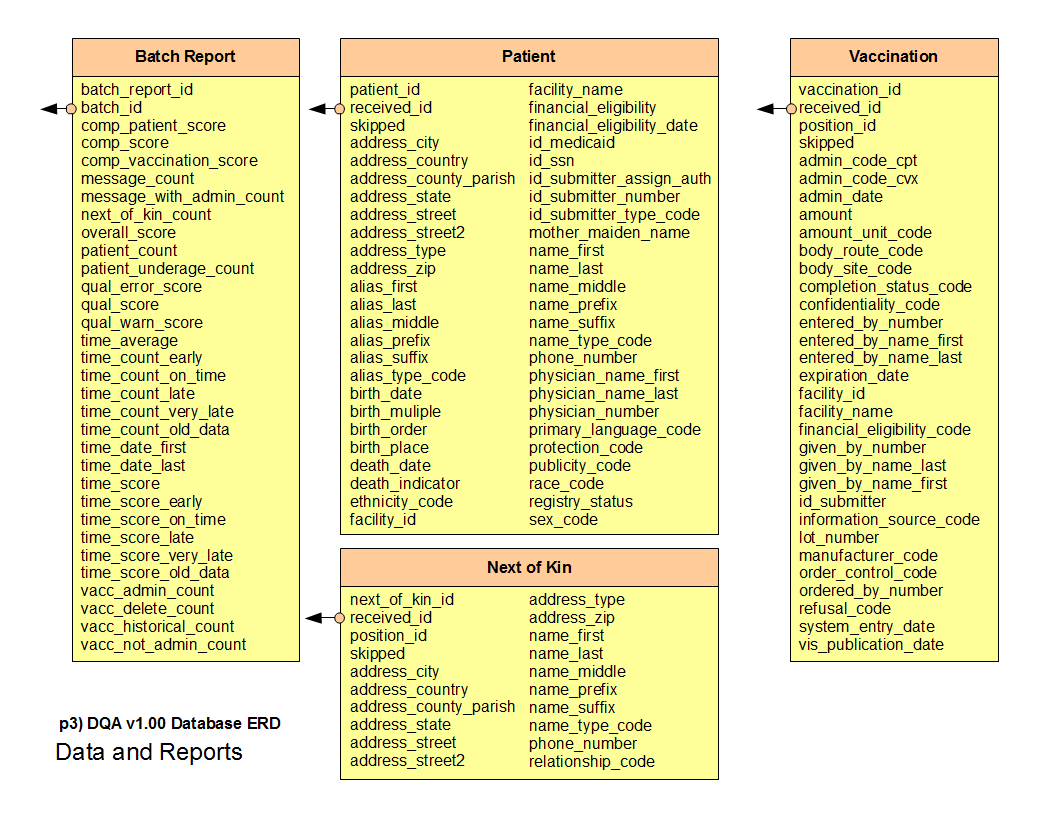 Batch Report
batch_report_id
batch_id
comp_patient_score
comp_score
comp_vaccination_score
message_count
message_with_admin_count
next_of_kin_count
overall_score
patient_count
patient_underage_count
qual_error_score
qual_score
qual_warn_score
time_average
time_count_early
time_count_on_time
time_count_late
time_count_very_late
time_count_old_data
time_date_first
time_date_last
time_score
time_score_early
time_score_on_time
time_score_late
time_score_very_late
time_score_old_data
vacc_admin_count
vacc_delete_count
vacc_historical_count
vacc_not_admin_count
Patient
patient_id
received_id
skipped
address_city
address_country
address_county_parish
address_state
address_street
address_street2
address_type
address_zip
alias_first
alias_last
alias_middle
alias_prefix
alias_suffix
alias_type_code
birth_date
birth_muliple
birth_order
birth_place
death_date
death_indicator
ethnicity_code
facility_id
facility_name
financial_eligibility
financial_eligibility_date
id_medicaid
id_ssn
id_submitter_assign_auth
id_submitter_number
id_submitter_type_code
mother_maiden_name
name_first
name_last
name_middle
name_prefix
name_suffix
name_type_code
phone_number
physician_name_first
physician_name_last
physician_number
primary_language_code
protection_code
publicity_code
race_code
registry_status
sex_code
Next of Kin
next_of_kin_id
received_id
position_id
skipped
address_city
address_country
address_county_parish
address_state
address_street
address_street2
address_type
address_zip
name_first
name_last
name_middle
name_prefix
name_suffix
name_type_code
phone_number
relationship_code
Vaccination
vaccination_id
received_id
position_id
skipped
admin_code_cpt
admin_code_cvx
admin_date
amount
amount_unit_code
body_route_code
body_site_code
completion_status_code
confidentiality_code
entered_by_number
entered_by_name_first
entered_by_name_last
expiration_date
facility_id
facility_name
financial_eligibility_code
given_by_number
given_by_name_last
given_by_name_first
id_submitter
information_source_code
lot_number
manufacturer_code
order_control_code
ordered_by_number
refusal_code
system_entry_date
vis_publication_date
p3) DQA v1.00 Database ERD
Data and Reports